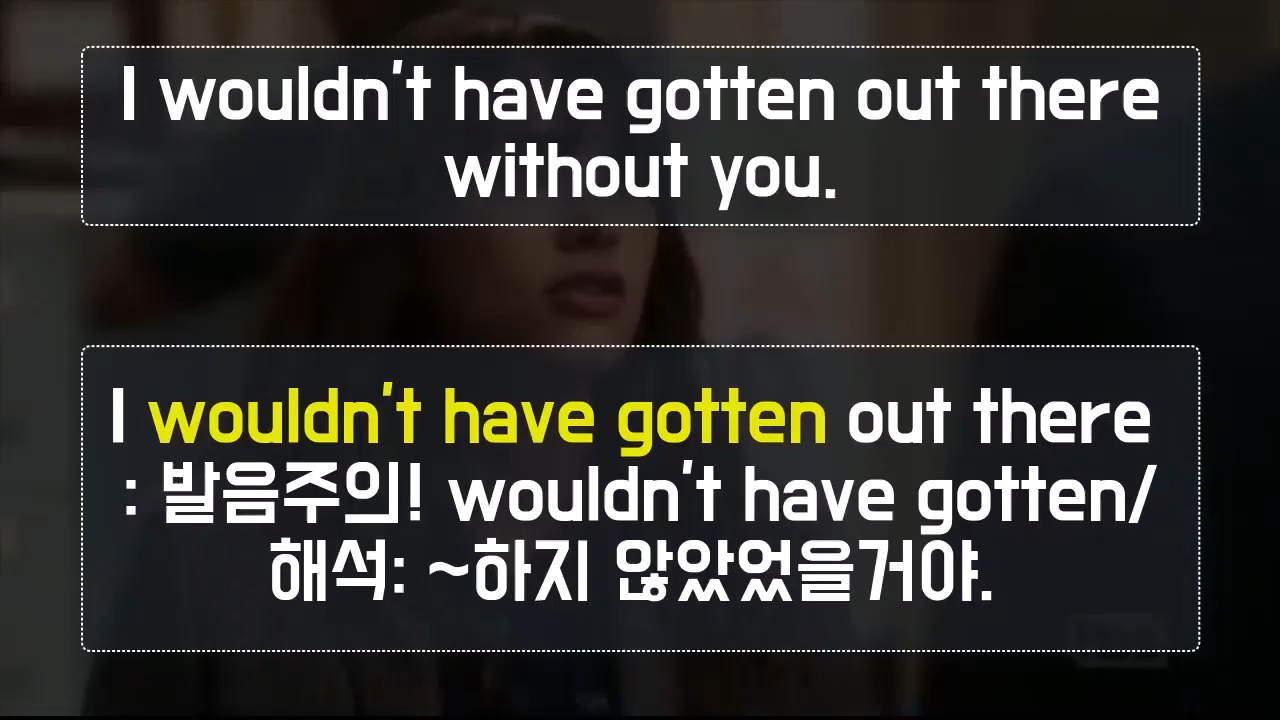 I wouldn't have gotten out there
without you.
I wouldn't have gotten out there
: 발음주의! wouldn't have gotten/
해석: ~하지 않았었을거야.